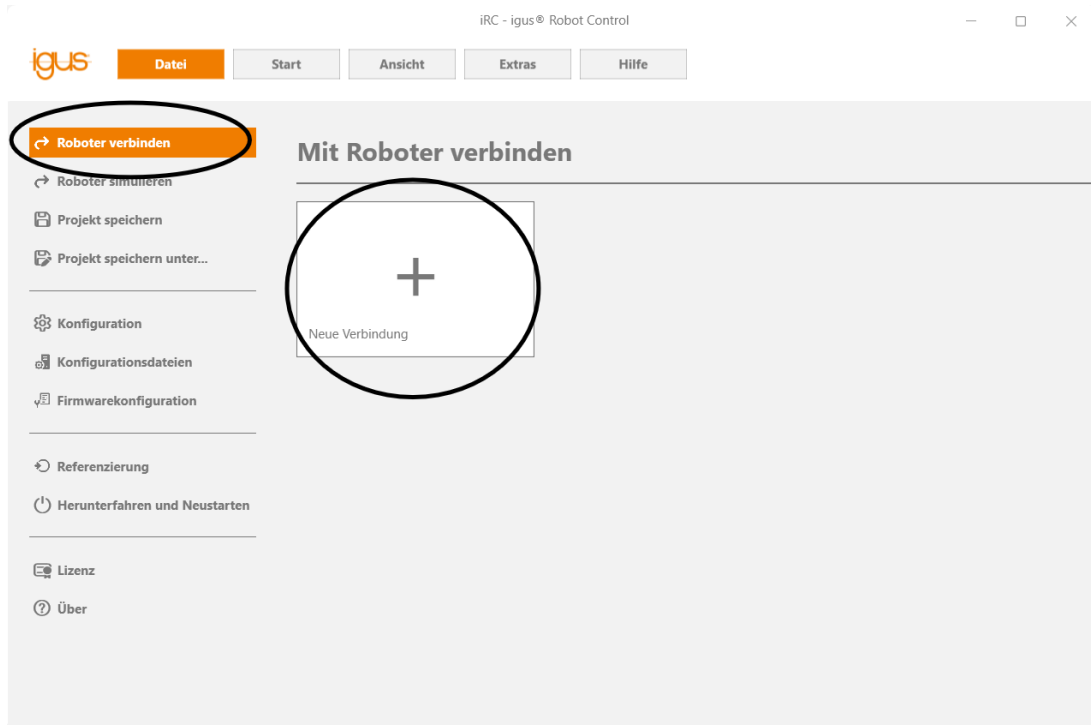 iRC - igus® Robot Control
igus
Datei
Start
Ansicht
Extras
Hilfe
Roboter verbinden
Roboter simulieren
Projekt speichern
Projekt speichern unter...
Konfiguration
Konfigurationsdateien
Firmwarekonfiguration
Referenzierung
Herunterfahren und Neustarten
Lizenz
Über
Mit Roboter verbinden
Neue Verbindung